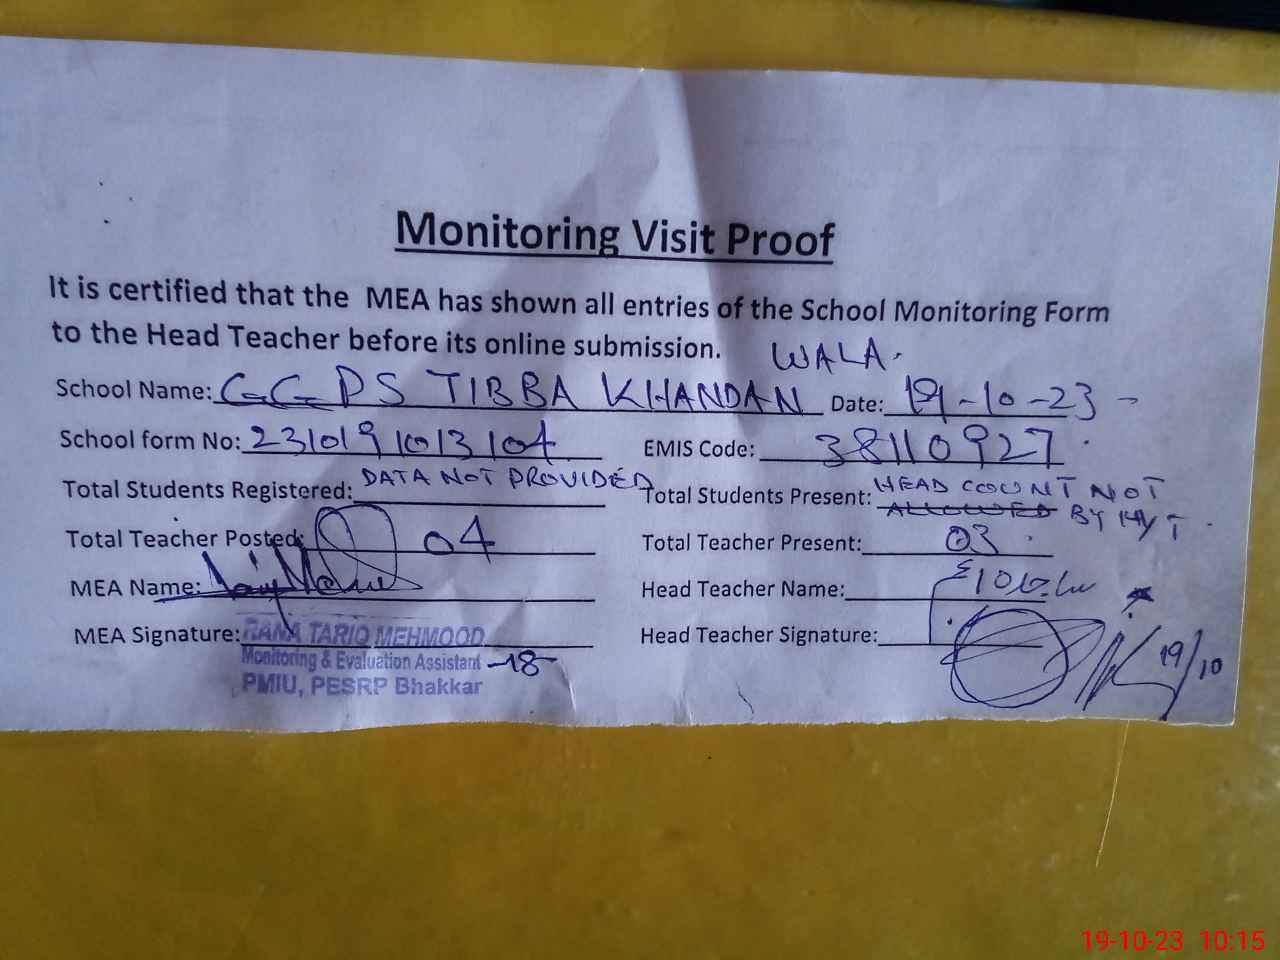 Monitoring Visit Proof
It is certified that the MEA has shown all entries of the School Monitoring Form
to the Head Teacher before its online submission.
WALA.
School Name: GGPS TIBBA KHANDAN Date: 19-10-23
School form No: 2310191013104 EMIS Code: 38110927
Total Students Registered: DATA NOT PROVIDED Total Students Present: HEAD COUNT NOT
ALLOWED BY H/T
Total Teacher Posted: 04 Total Teacher Present: 03
MEA Name: Head Teacher Name:
MEA Signature: RANA TARIQ MEHMOOD Head Teacher Signature:
Monitoring & Evaluation Assistant -18-
PMIU, PESRP Bhakkar
19/10
19-10-23 10:15